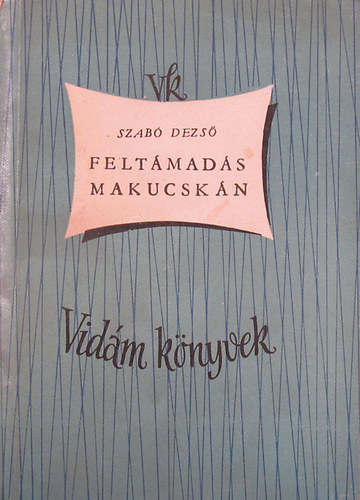 Vk
SZABÓ DEZSŐ
FELTÁMADÁS
MAKUCSKÁN
Vidám könyvek